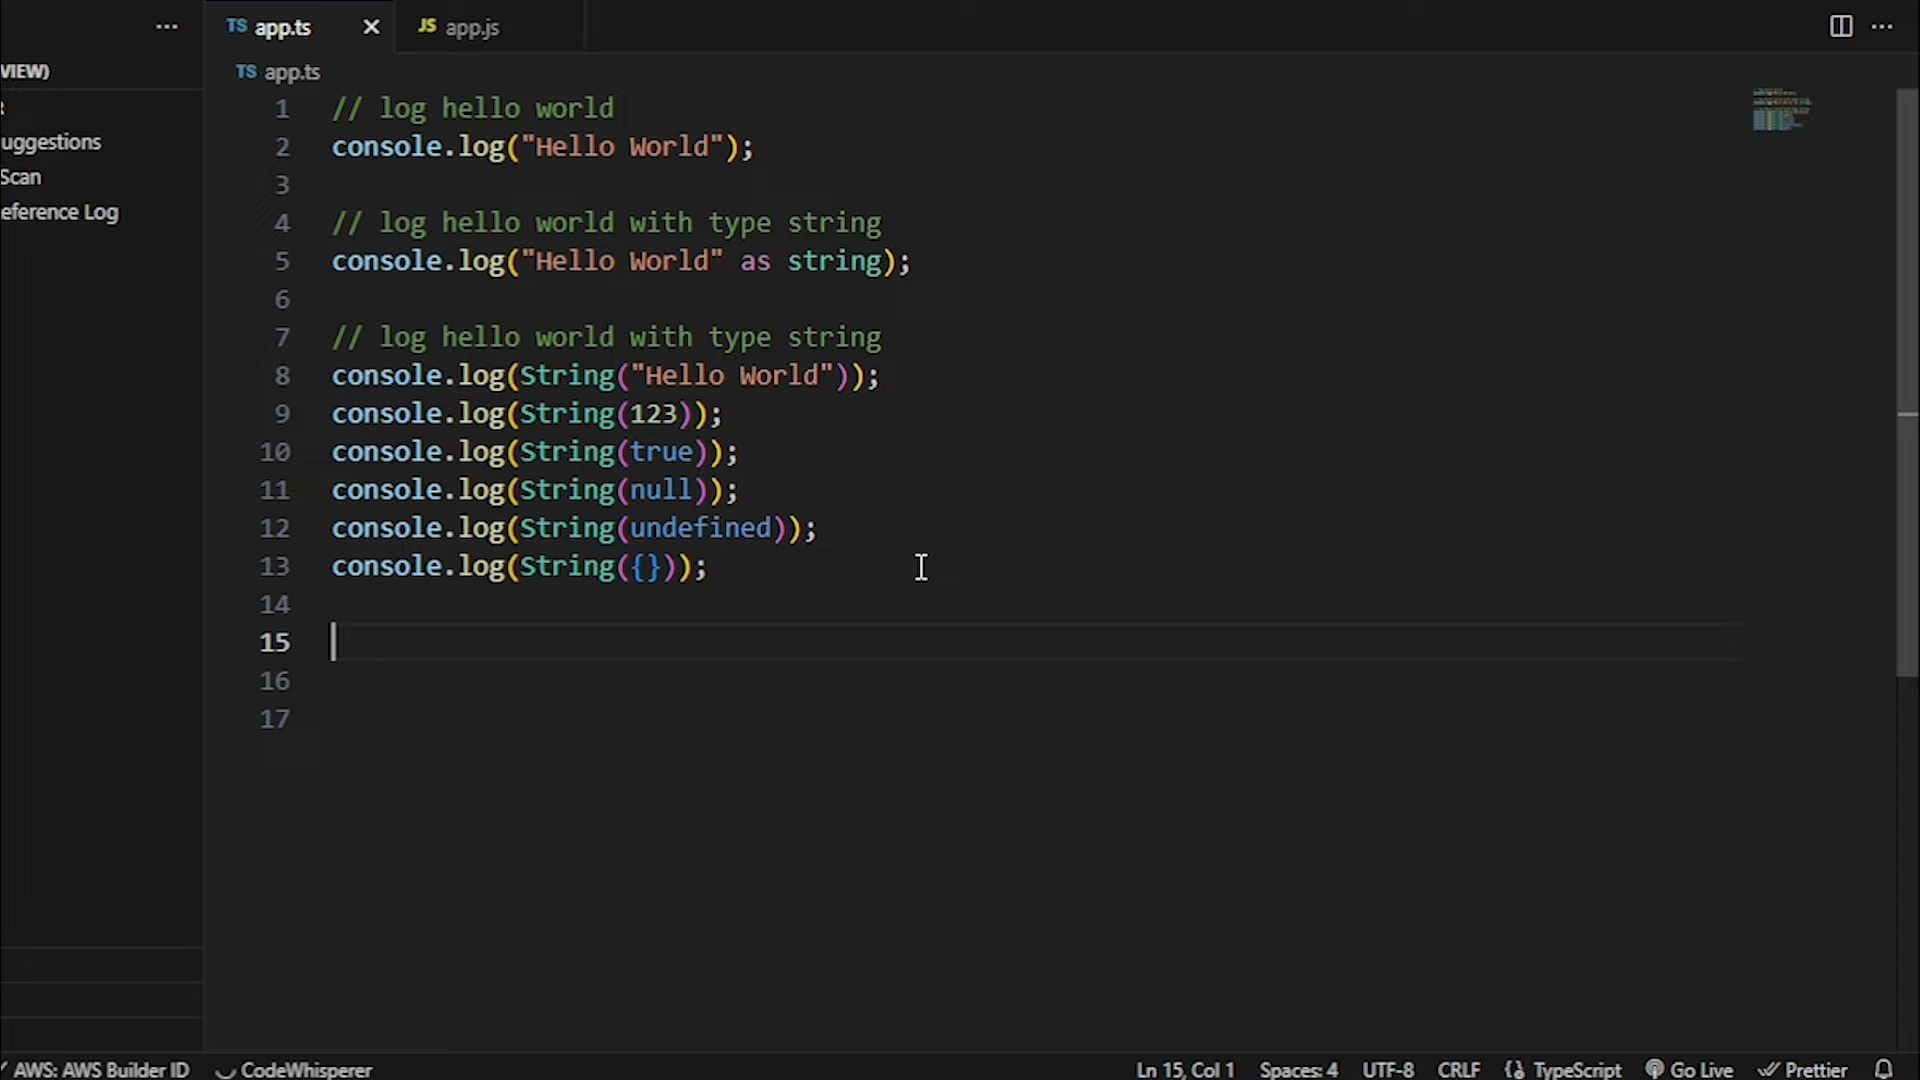 TS app.ts
JS app.js
VIEW)
TS app.ts
uggestions
Scan
eference Log
1 // log hello world
2 console.log("Hello World");
3
4 // log hello world with type string
5 console.log("Hello World" as string);
6
7 // log hello world with type string
8 console.log(String("Hello World"));
9 console.log(String(123));
10 console.log(String(true));
11 console.log(String(null));
12 console.log(String(undefined));
13 console.log(String({}));
14
15
16
17
AWS: AWS Builder ID CodeWhisperer Ln 15, Col 1 Spaces: 4 UTF-8 CRLF TypeScript Go Live Prettier